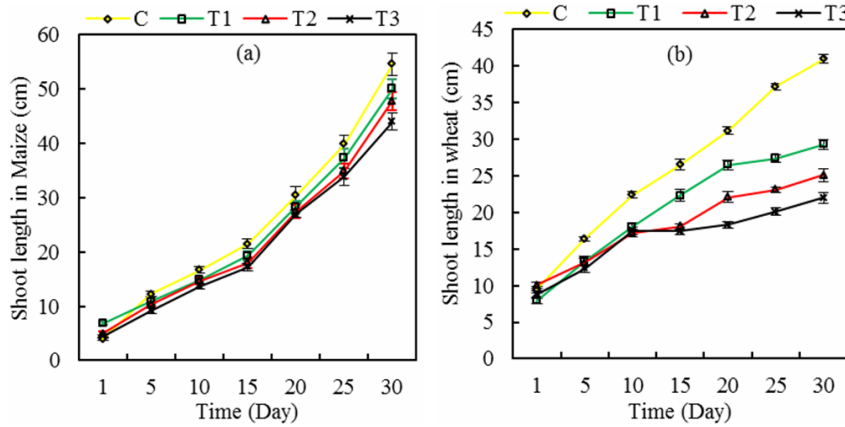 C T1 T2 T3
(a)
Shoot length in Maize (cm)
60
50
40
30
20
10
0
1 5 10 15 20 25 30
Time (Day)
C T1 T2 T3
(b)
Shoot length in wheat (cm)
45
40
35
30
25
20
15
10
5
0
1 5 10 15 20 25 30
Time (Day)